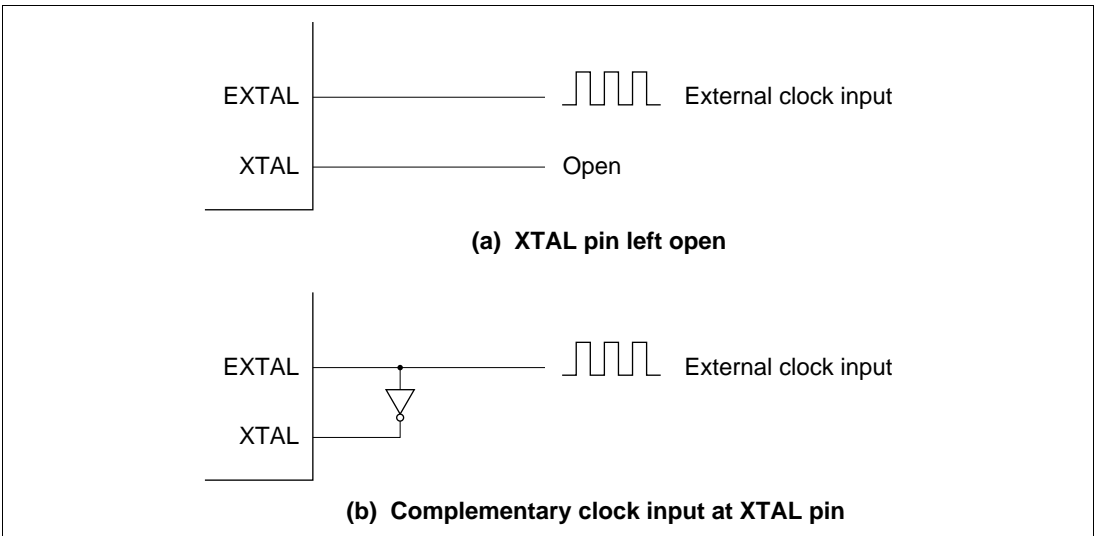 EXTAL External clock input
XTAL Open
(a) XTAL pin left open
EXTAL External clock input
XTAL
(b) Complementary clock input at XTAL pin